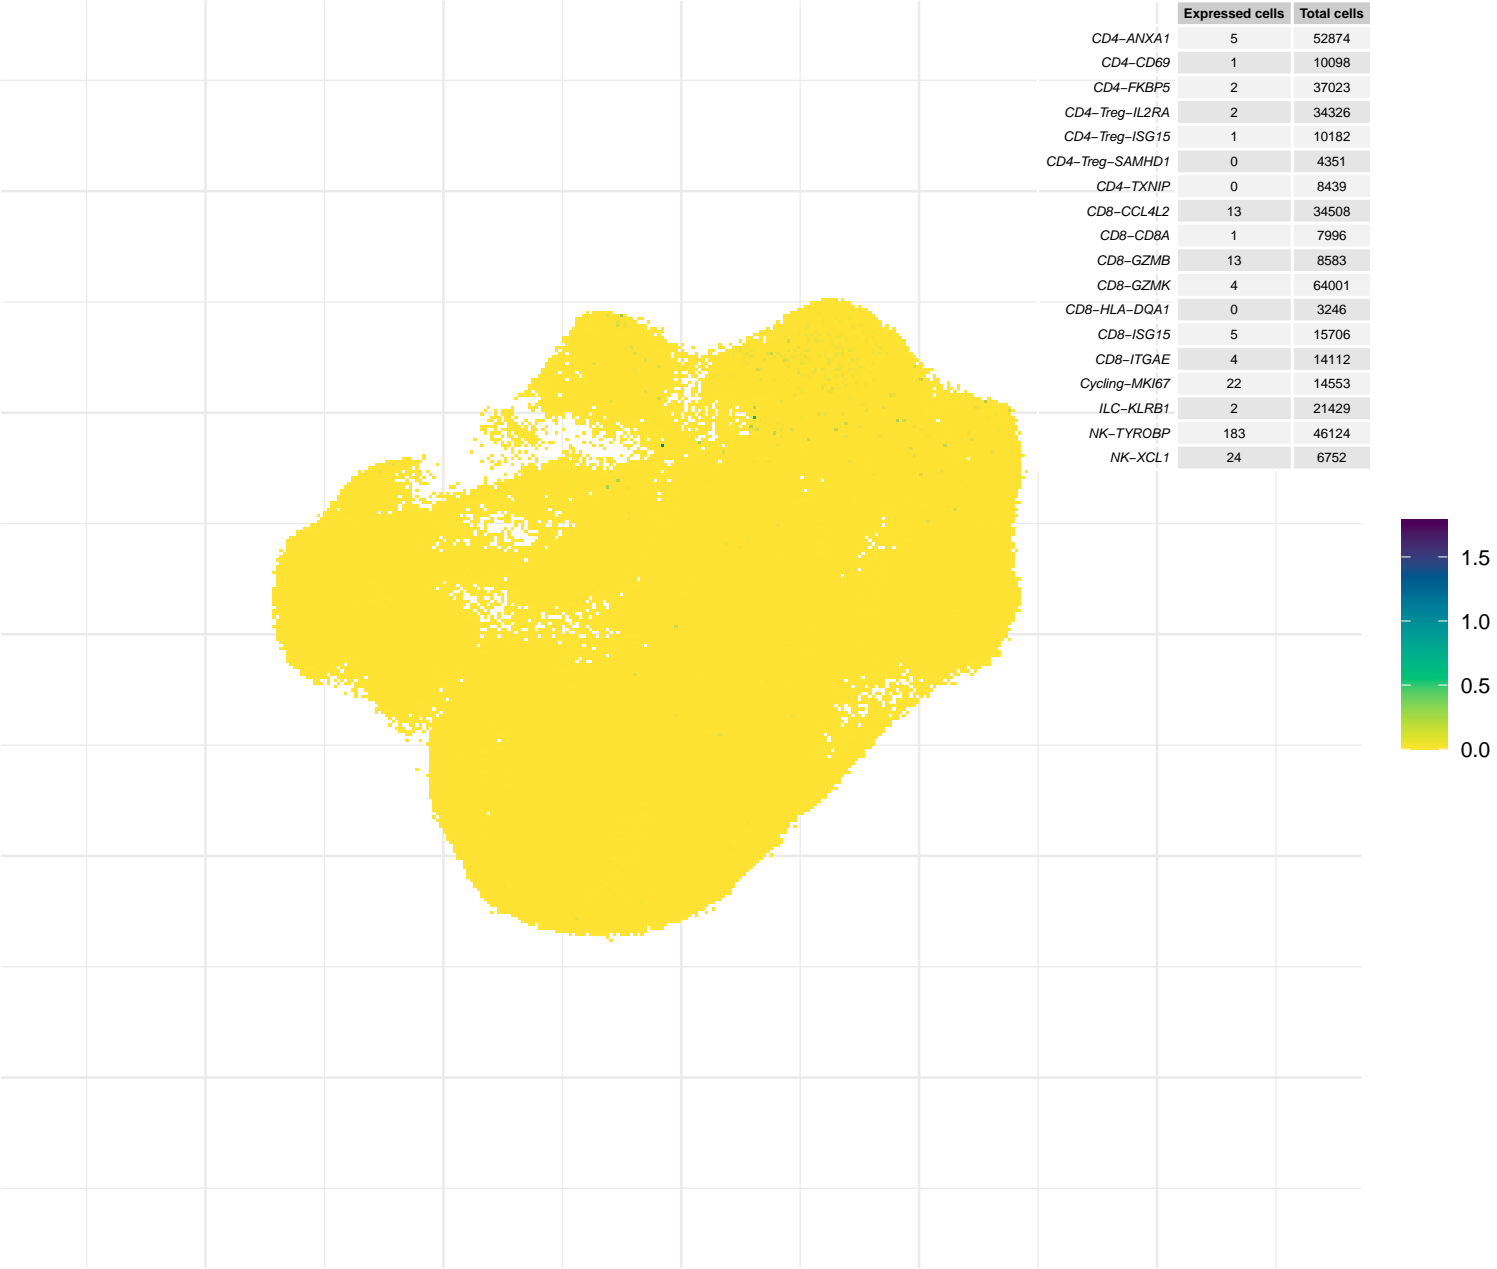 Expressed cells Total cells
CD4−ANXA1 5 52874
CD4−CD69 1 10098
CD4−FKBP5 2 37023
CD4−Treg−IL2RA 2 34326
CD4−Treg−ISG15 1 10182
CD4−Treg−SAMHD1 0 4351
CD4−TXNIP 0 8439
CD8−CCL4L2 13 34508
CD8−CD8A 1 7996
CD8−GZMB 13 8583
CD8−GZMK 4 64001
CD8−HLA−DQA1 0 3246
CD8−ISG15 5 15706
CD8−ITGAE 4 14112
Cycling−MKI67 22 14553
ILC−KLRB1 2 21429
NK−TYROBP 183 46124
NK−XCL1 24 6752
1.5
1.0
0.5
0.0